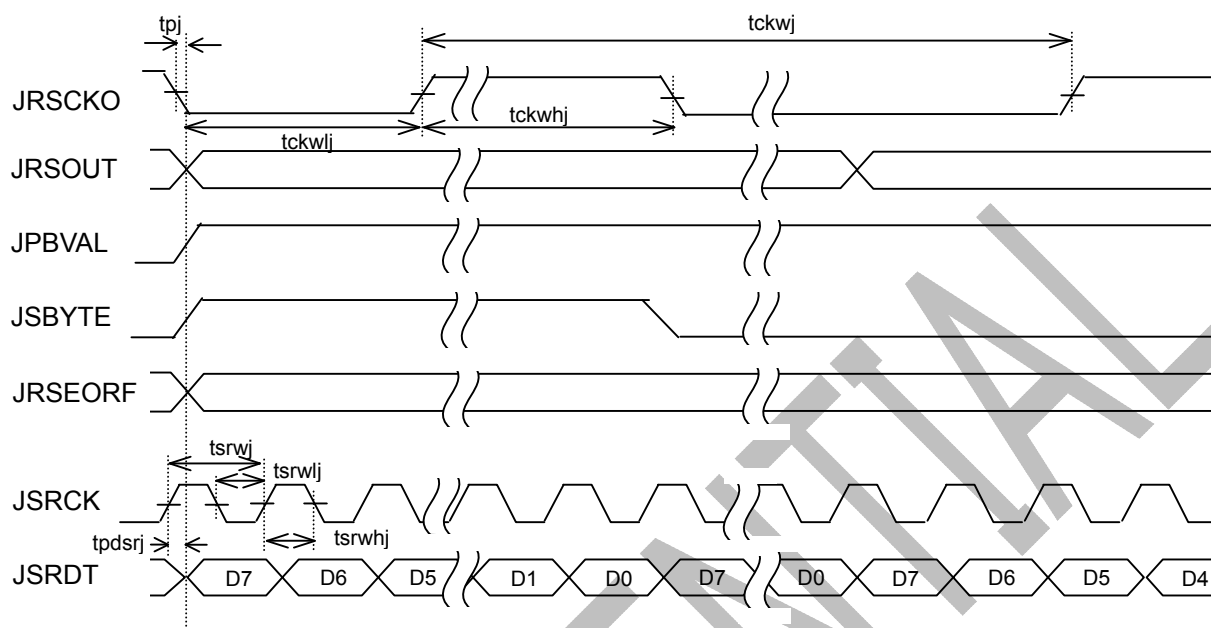 tpj
tckwj
JRSCKO
tckwhj
tckwlj
JRSOUT
JPBVAL
JSBYTE
JRSEORF
tsrwj
tsrwlj
JSRCK
tsrwhj
tpdsrj
JSRDT D7 D6 D5 D1 D0 D7 D0 D7 D6 D5 D4
ENTIAL